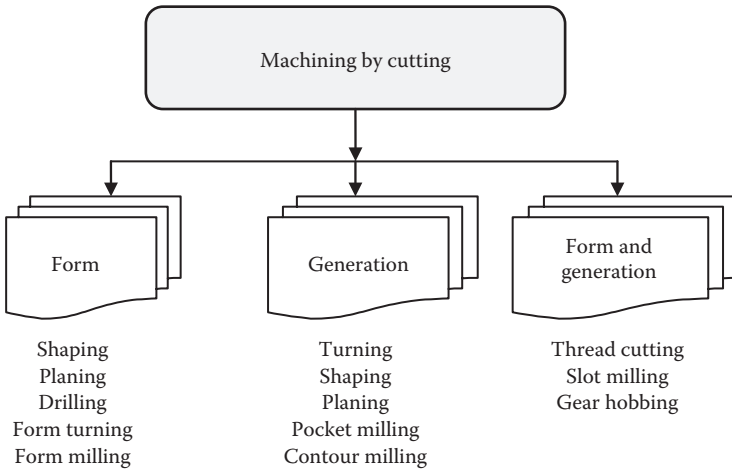 Machining by cutting
Form
Generation
Form and
generation
Shaping
Planing
Drilling
Form turning
Form milling
Turning
Shaping
Planing
Pocket milling
Contour milling
Thread cutting
Slot milling
Gear hobbing